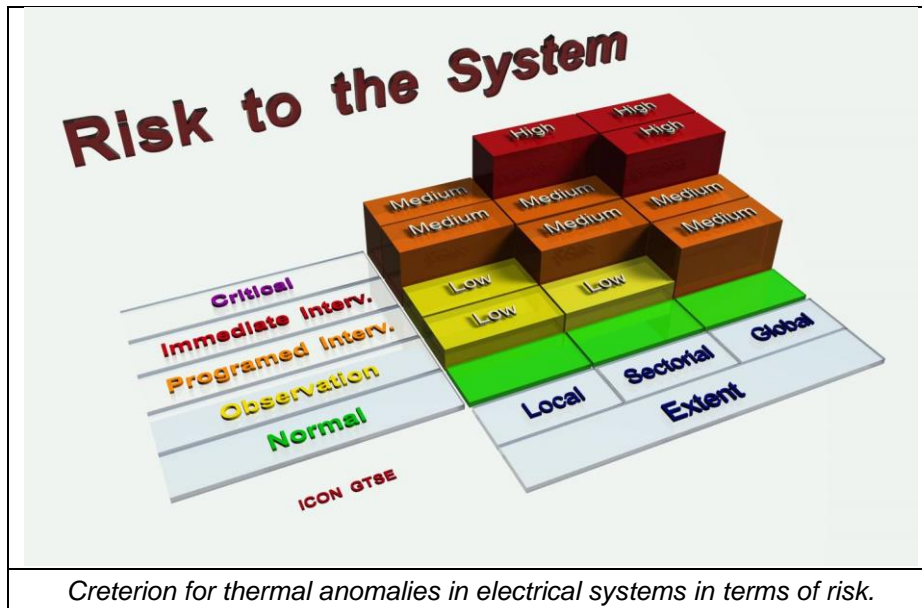 Risk to the System
High
High
High
Medium
Medium
Medium
Medium
Medium
Medium
Low
Low
Low
Critical
Immediate Interv.
Programed Interv.
Observation
Normal
Local
Sectorial
Global
Extent
ICON GTSE
Creterion for thermal anomalies in electrical systems in terms of risk.